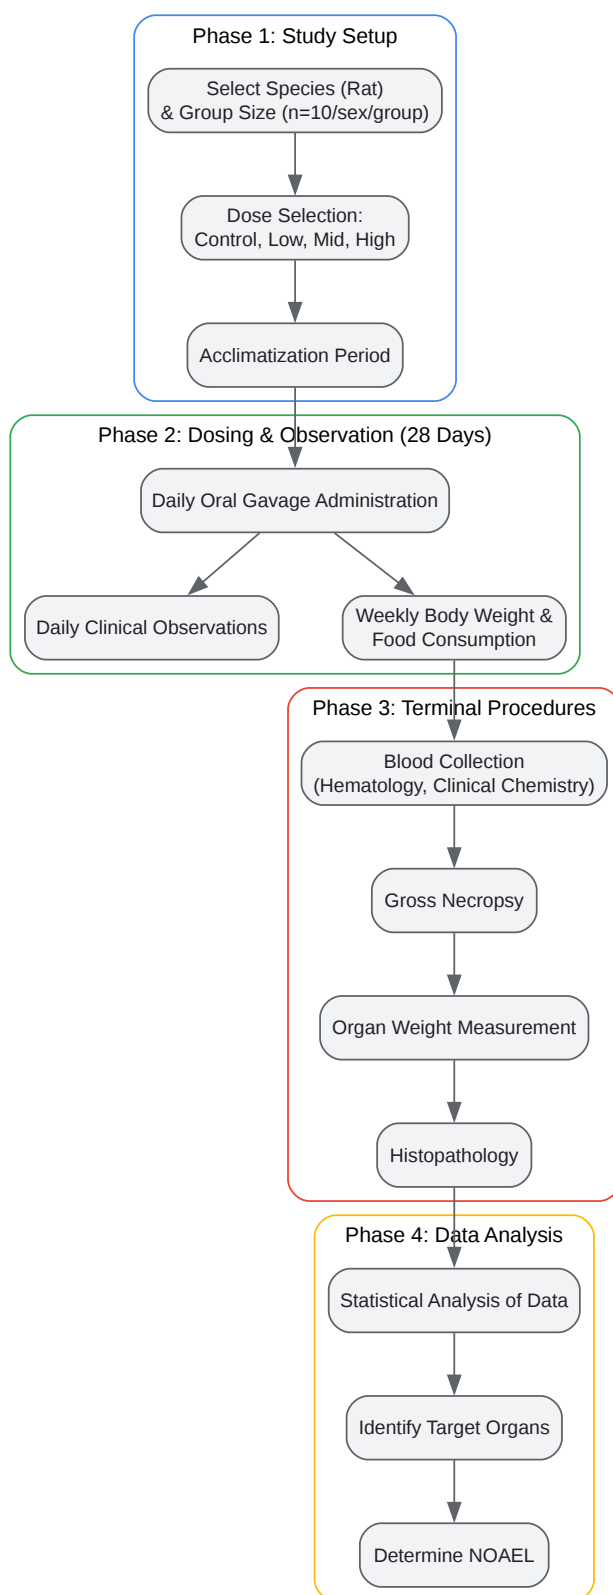 Phase 1: Study Setup
Select Species (Rat)
& Group Size (n=10/sex/group)
Dose Selection:
Control, Low, Mid, High
Acclimatization Period
Phase 2: Dosing & Observation (28 Days)
Daily Oral Gavage Administration
Daily Clinical Observations
Weekly Body Weight &
Food Consumption
Phase 3: Terminal Procedures
Blood Collection
(Hematology, Clinical Chemistry)
Gross Necropsy
Organ Weight Measurement
Histopathology
Phase 4: Data Analysis
Statistical Analysis of Data
Identify Target Organs
Determine NOAEL